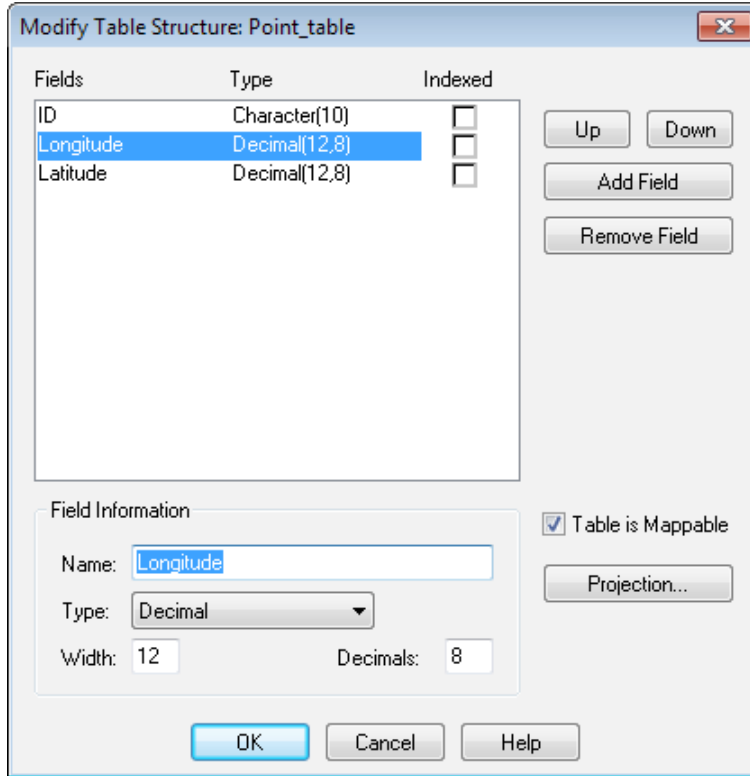 Modify Table Structure: Point_table
Fields Type Indexed
ID Character(10)
Longitude Decimal(12,8)
Latitude Decimal(12,8)
Up Down
Add Field
Remove Field
Field Information
Name: Longitude
Type: Decimal
Width: 12 Decimals: 8
Table is Mappable
Projection...
OK Cancel Help